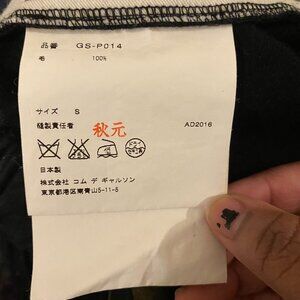 品番 GS-P014
毛 100%
サイズ S
縫製責任者 秋元 AD2016
日本製
株式会社 コム デ ギャルソン
東京都港区南青山5-11-5